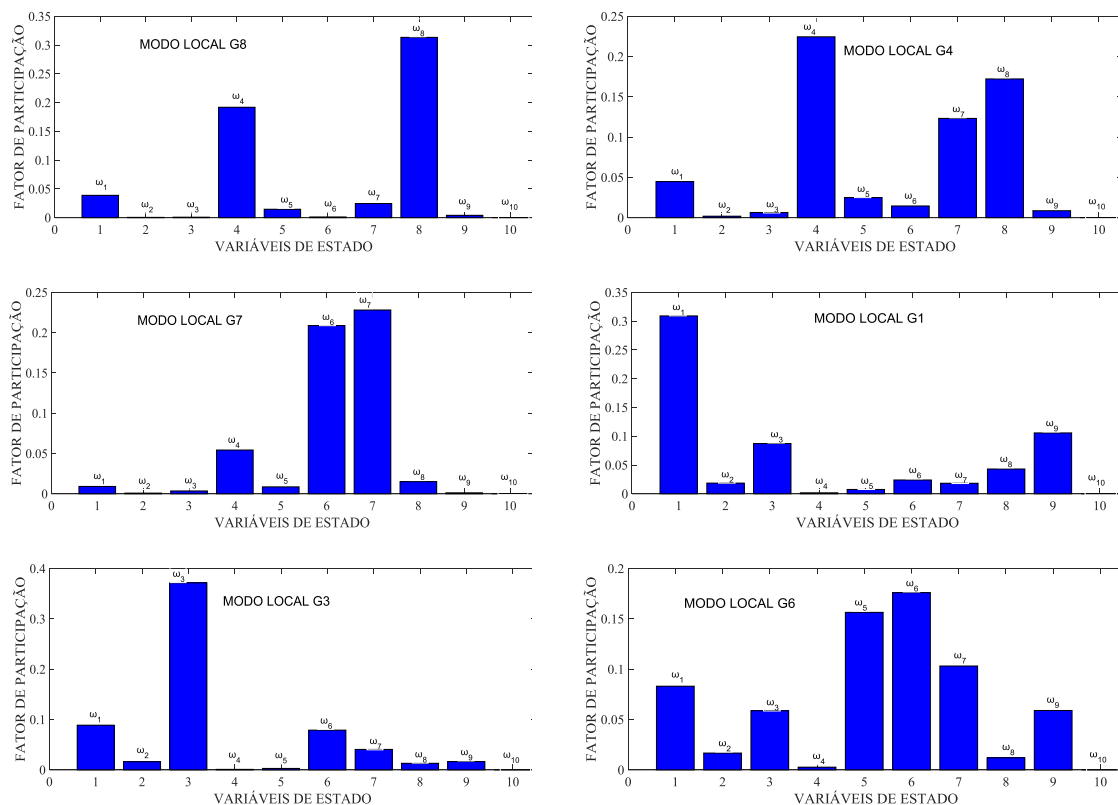 MODO LOCAL G8
FATOR DE PARTICIPAÇÃO
0.35
0.3
0.25
0.2
0.15
0.1
0.05
0
ω1 ω2 ω3 ω4 ω5 ω6 ω7 ω8 ω9 ω10
0 1 2 3 4 5 6 7 8 9 10
VARIÁVEIS DE ESTADO
MODO LOCAL G4
FATOR DE PARTICIPAÇÃO
0.25
0.2
0.15
0.1
0.05
0
ω1 ω2 ω3 ω4 ω5 ω6 ω7 ω8 ω9 ω10
0 1 2 3 4 5 6 7 8 9 10
VARIÁVEIS DE ESTADO
MODO LOCAL G7
FATOR DE PARTICIPAÇÃO
0.25
0.2
0.15
0.1
0.05
0
ω1 ω2 ω3 ω4 ω5 ω6 ω7 ω8 ω9 ω10
0 1 2 3 4 5 6 7 8 9 10
VARIÁVEIS DE ESTADO
MODO LOCAL G1
FATOR DE PARTICIPAÇÃO
0.35
0.3
0.25
0.2
0.15
0.1
0.05
0
ω1 ω2 ω3 ω4 ω5 ω6 ω7 ω8 ω9 ω10
0 1 2 3 4 5 6 7 8 9 10
VARIÁVEIS DE ESTADO
MODO LOCAL G3
FATOR DE PARTICIPAÇÃO
0.4
0.3
0.2
0.1
0
ω1 ω2 ω3 ω4 ω5 ω6 ω7 ω8 ω9 ω10
0 1 2 3 4 5 6 7 8 9 10
VARIÁVEIS DE ESTADO
MODO LOCAL G6
FATOR DE PARTICIPAÇÃO
0.2
0.15
0.1
0.05
0
ω1 ω2 ω3 ω4 ω5 ω6 ω7 ω8 ω9 ω10
0 1 2 3 4 5 6 7 8 9 10
VARIÁVEIS DE ESTADO